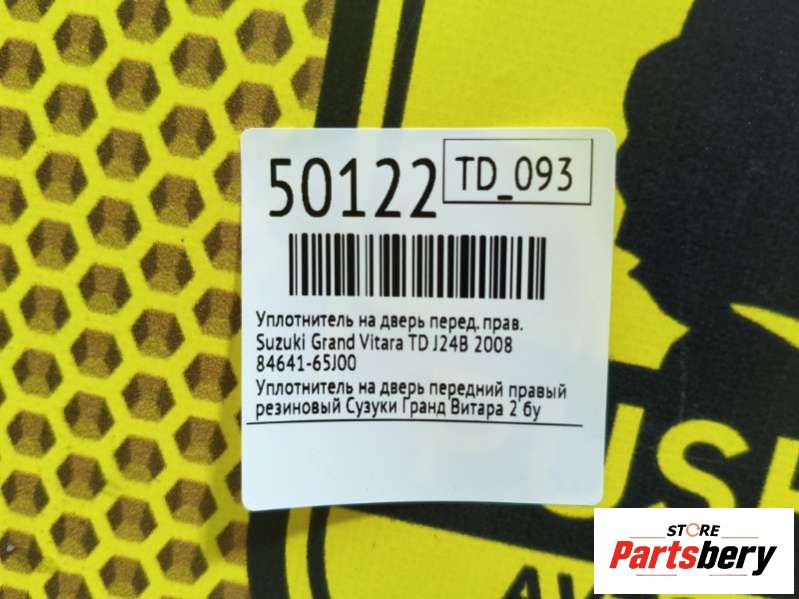 50122
TD_093
Уплотнитель на дверь перед. прав.
Suzuki Grand Vitara TD J24B 2008
84641-65J00
Уплотнитель на дверь передний правый
резиновый Сузуки Гранд Витара 2 бу
STORE
Partsbery